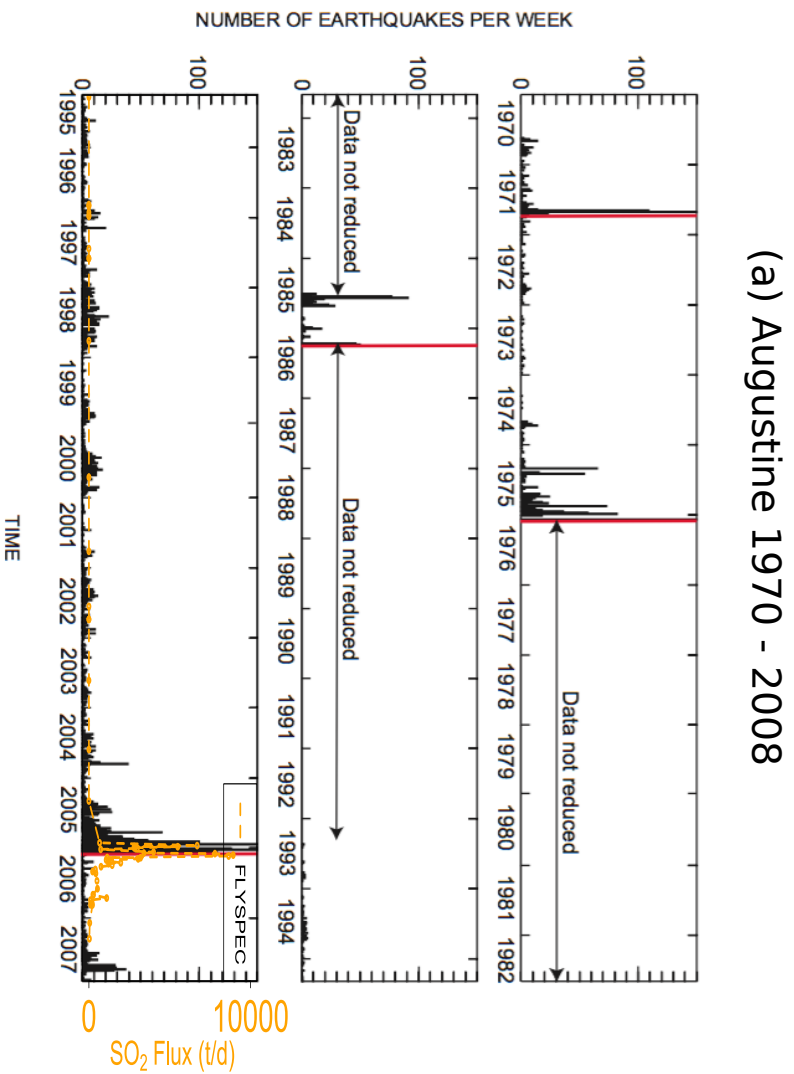 (a) Augustine 1970 - 2008
NUMBER OF EARTHQUAKES PER WEEK
0 100
1970 1971 1972 1973 1974 1975 1976 1977 1978 1979 1980 1981 1982
Data not reduced
0 100
1983 1984 1985 1986 1987 1988 1989 1990 1991 1992 1993 1994
Data not reduced
Data not reduced
0 100
1995 1996 1997 1998 1999 2000 2001 2002 2003 2004 2005 2006 2007
FLYSPEC
0 10000
SO₂ Flux (t/d)
TIME